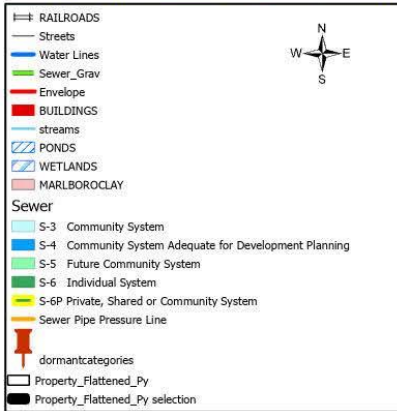 RAILROADS
Streets
Water Lines
Sewer_Grav
Envelope
BUILDINGS
streams
PONDS
WETLANDS
MARLBOROCLAY
Sewer
S-3 Community System
S-4 Community System Adequate for Development Planning
S-5 Future Community System
S-6 Individual System
S-6P Private, Shared or Community System
Sewer Pipe Pressure Line
dormantcategories
Property_Flattened_Py
Property_Flattened_Py selection
N
W E
S